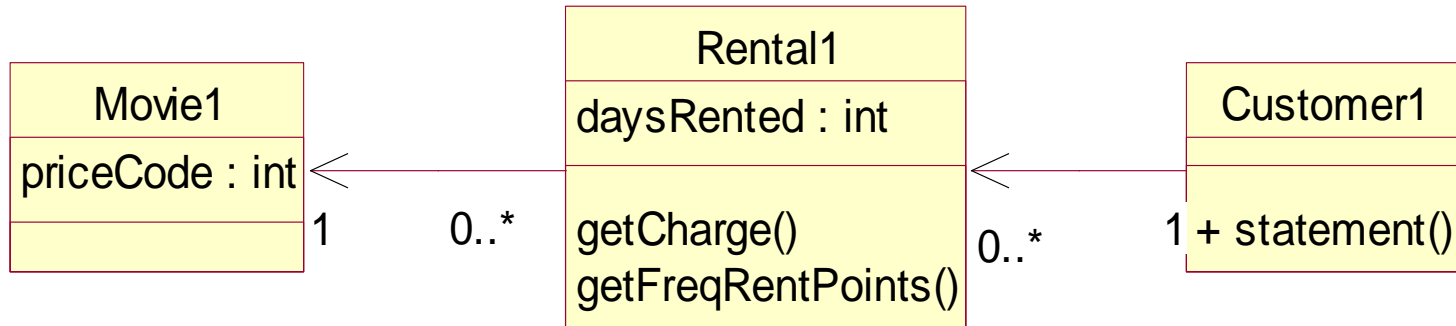 Movie1
priceCode : int
1
0..*
Rental1
daysRented : int
getCharge()
getFreqRentPoints()
0..*
1
Customer1
+ statement()